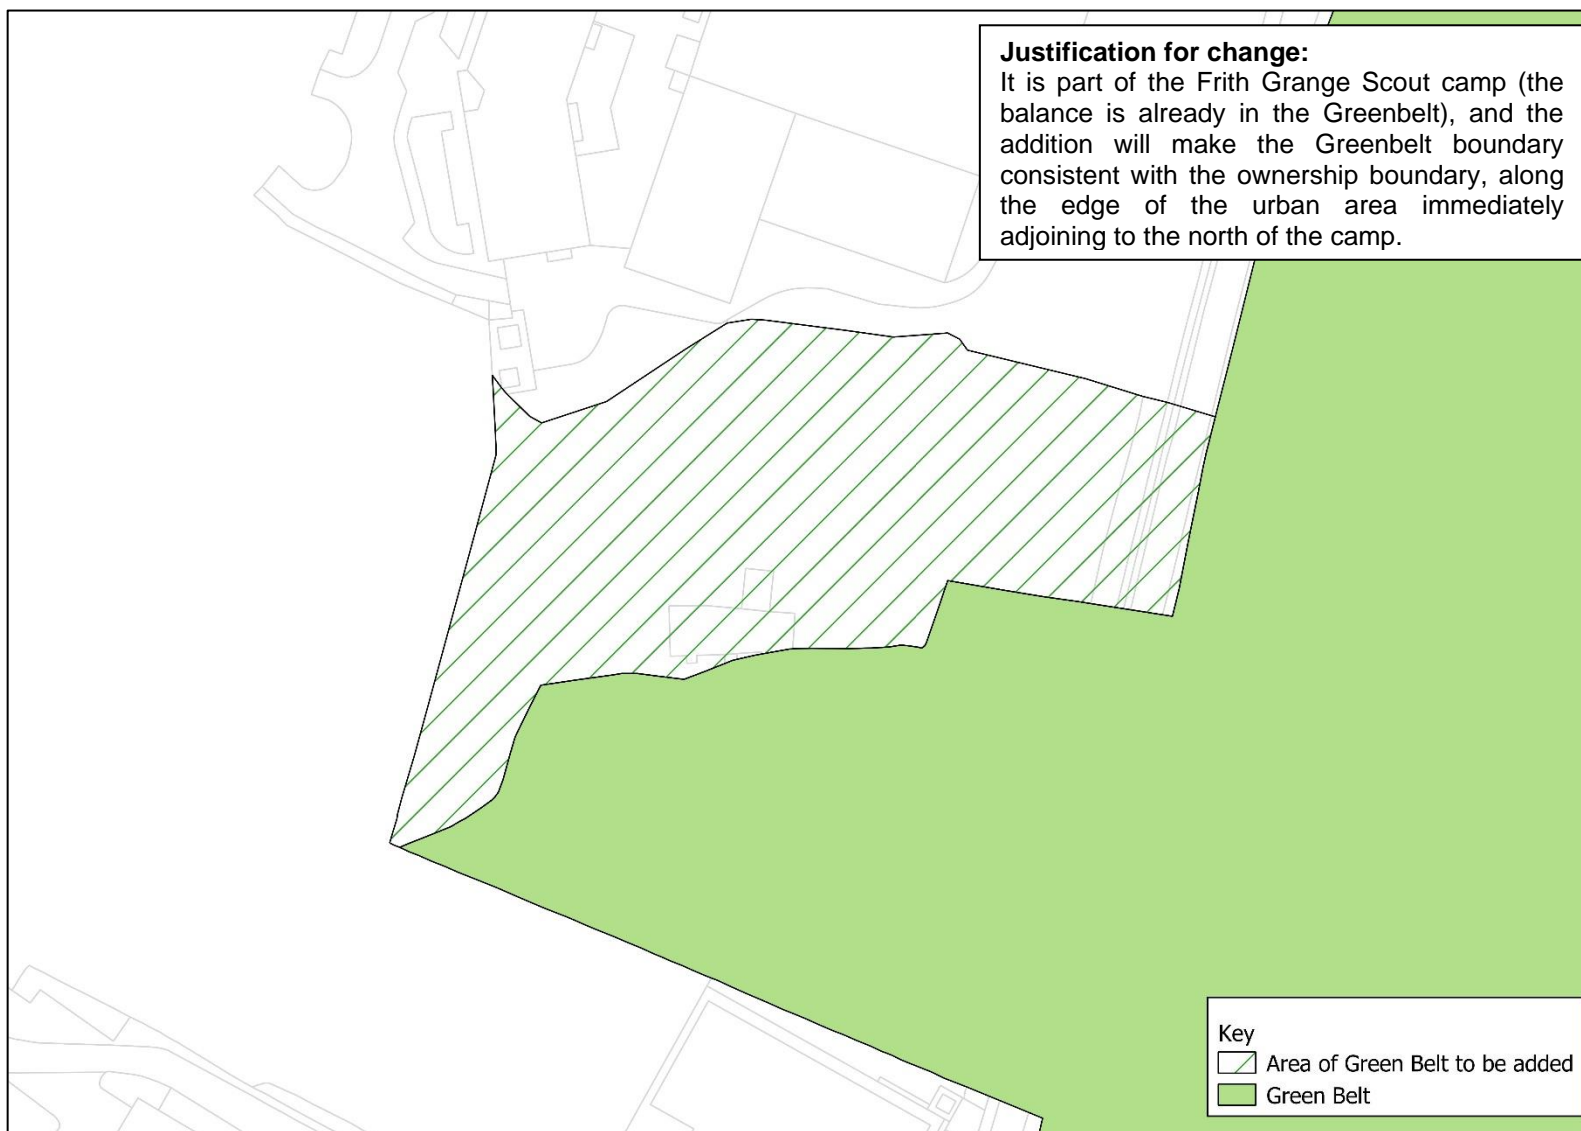 Justification for change:
It is part of the Frith Grange Scout camp (the
balance is already in the Greenbelt), and the
addition will make the Greenbelt boundary
consistent with the ownership boundary, along
the edge of the urban area immediately
adjoining to the north of the camp.
Key
Area of Green Belt to be added
Green Belt